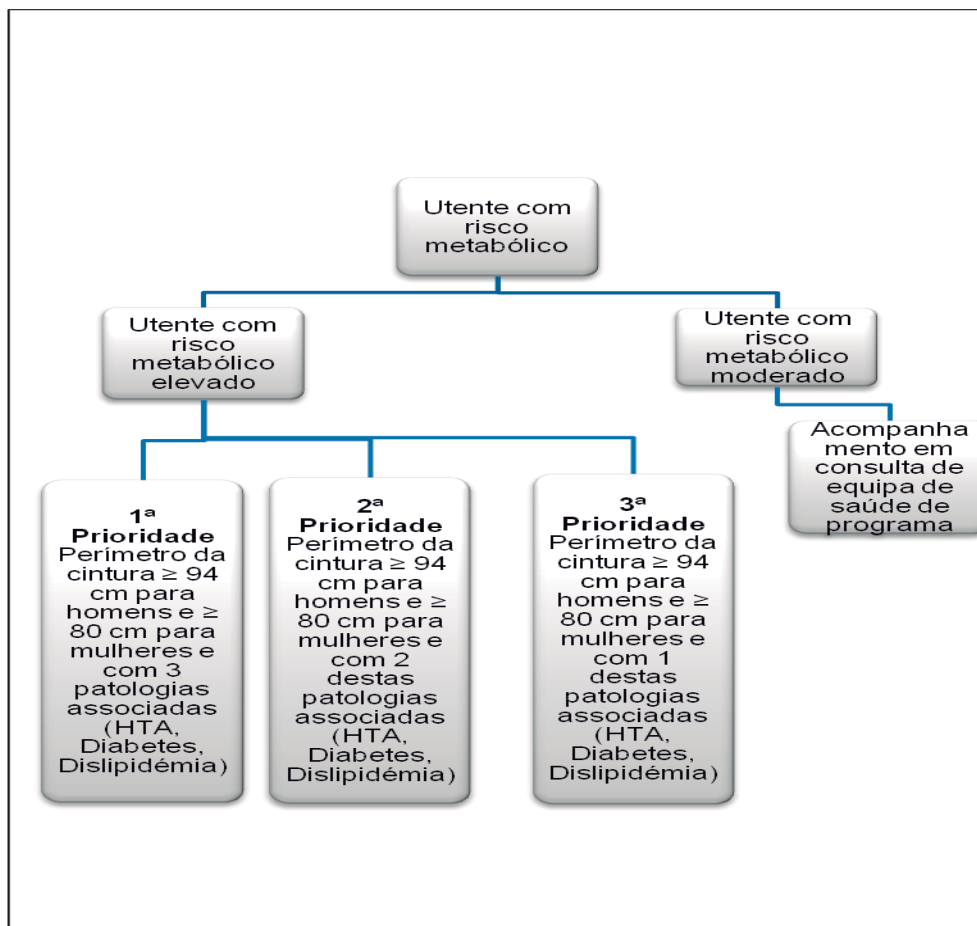 Utente com
risco
metabólico
Utente com
risco
metabólico
elevado
Utente com
risco
metabólico
moderado
Acompanha
mento em
consulta de
equipa de
saúde de
programa
1ª
Prioridade
Perímetro da
cintura ≥ 94
cm para
homens e ≥
80 cm para
mulheres e
com 3
patologias
associadas
(HTA,
Diabetes,
Dislipidémia)
2ª
Prioridade
Perímetro da
cintura ≥ 94
cm para
homens e ≥
80 cm para
mulheres e
com 2
destas
patologias
associadas
(HTA,
Diabetes,
Dislipidémia)
3ª
Prioridade
Perímetro da
cintura ≥ 94
cm para
homens e ≥
80 cm para
mulheres e
com 1
destas
patologias
associadas
(HTA,
Diabetes,
Dislipidémia)